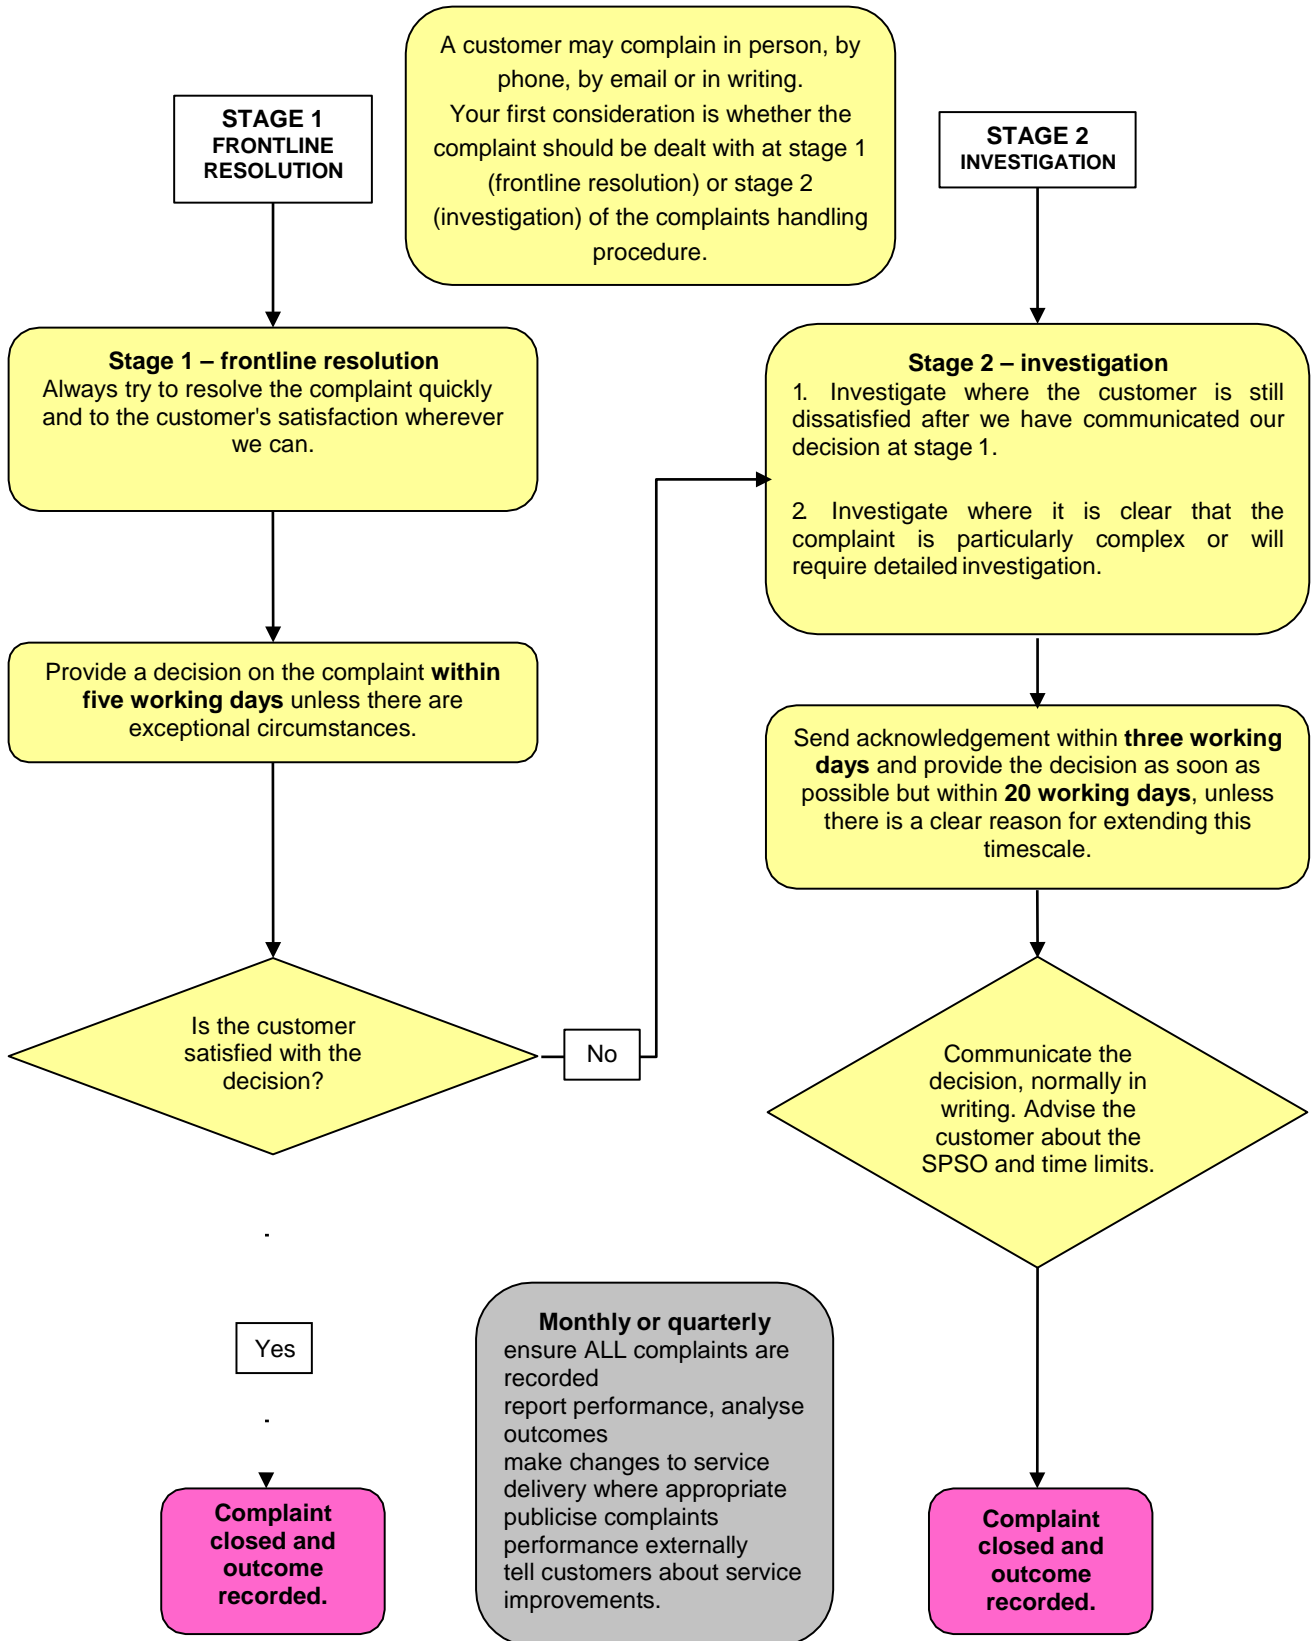 A customer may complain in person, by
phone, by email or in writing.
Your first consideration is whether the
complaint should be dealt with at stage 1
(frontline resolution) or stage 2
(investigation) of the complaints handling
procedure.
STAGE 1
FRONTLINE
RESOLUTION
STAGE 2
INVESTIGATION
Stage 1 – frontline resolution
Always try to resolve the complaint quickly
and to the customer's satisfaction wherever
we can.
Provide a decision on the complaint within
five working days unless there are
exceptional circumstances.
Is the customer
satisfied with the
decision?
No
Yes
Complaint
closed and
outcome
recorded.
Stage 2 – investigation
1. Investigate where the customer is still
dissatisfied after we have communicated our
decision at stage 1.
2. Investigate where it is clear that the
complaint is particularly complex or will
require detailed investigation.
Send acknowledgement within three working
days and provide the decision as soon as
possible but within 20 working days, unless
there is a clear reason for extending this
timescale.
Communicate the
decision, normally in
writing. Advise the
customer about the
SPSO and time limits.
Complaint
closed and
outcome
recorded.
Monthly or quarterly
ensure ALL complaints are
recorded
report performance, analyse
outcomes
make changes to service
delivery where appropriate
publicise complaints
performance externally
tell customers about service
improvements.